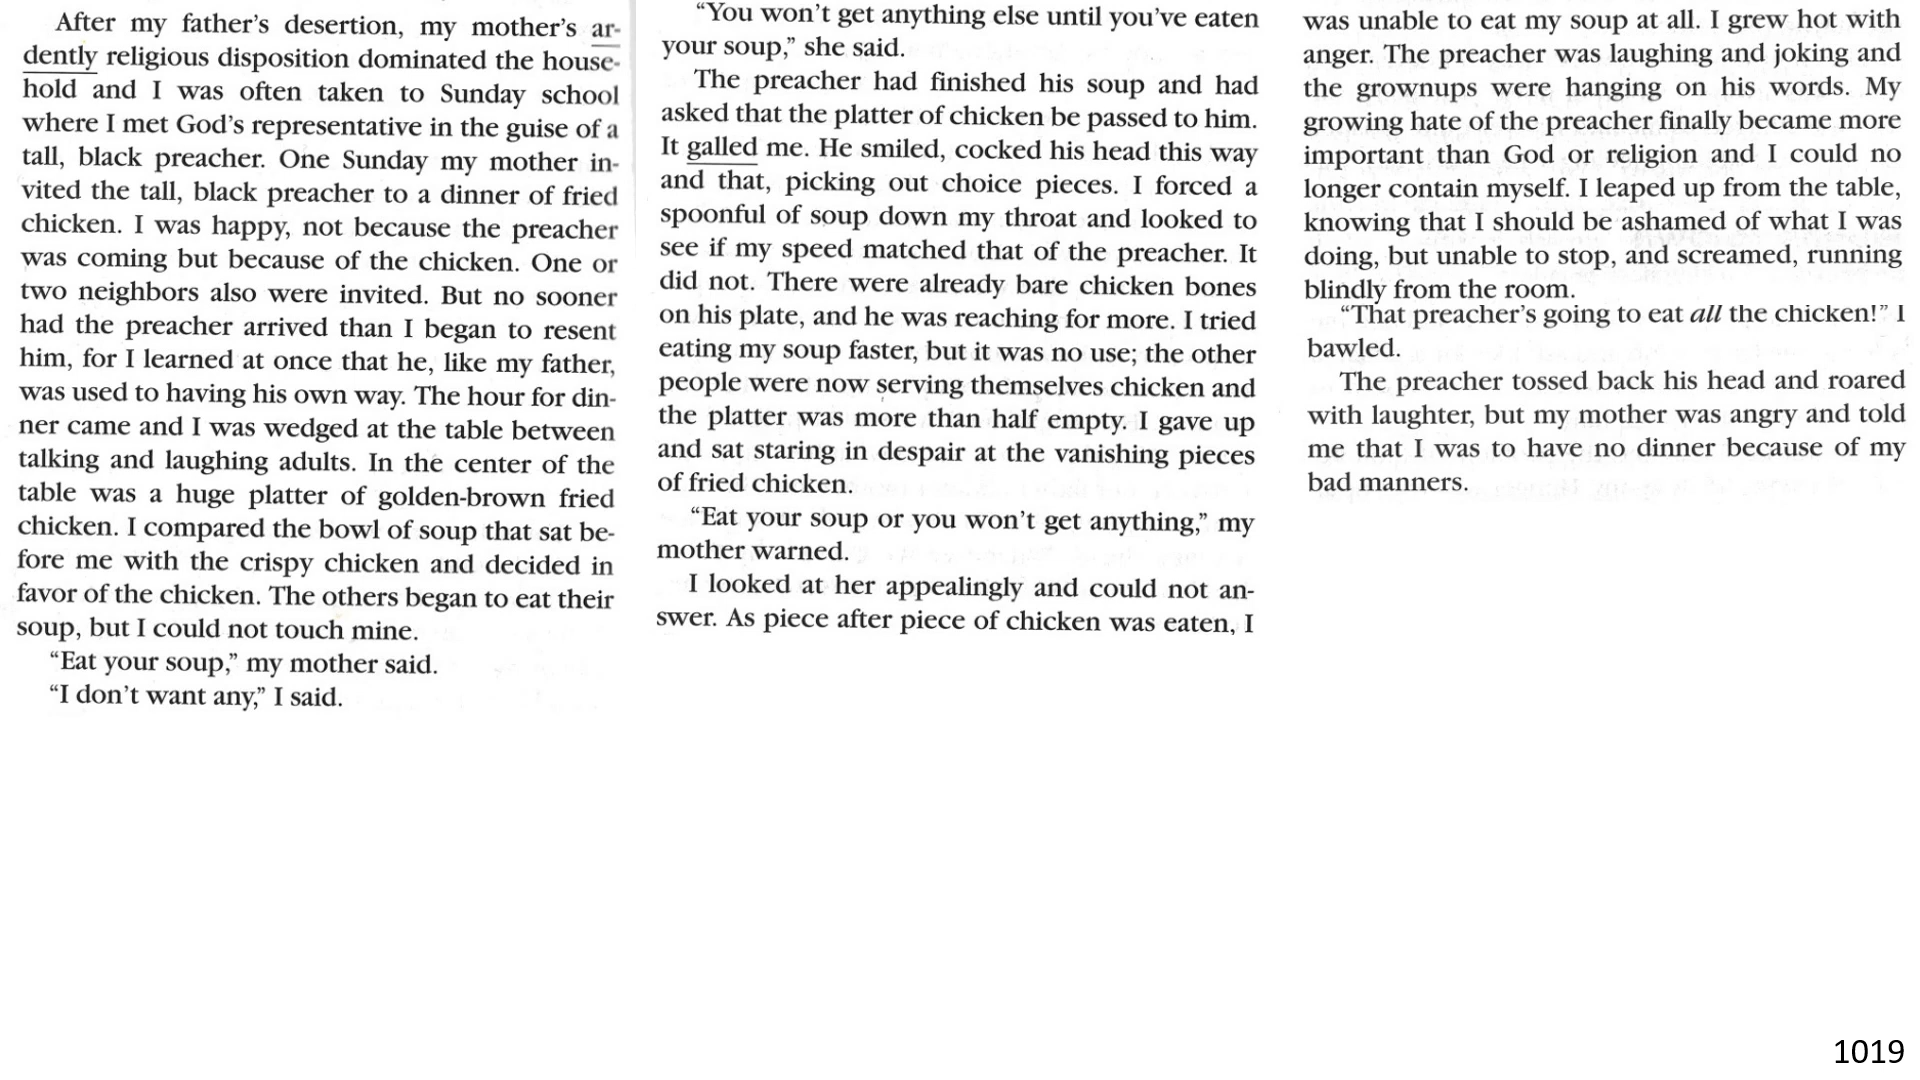 After my father's desertion, my mother's ar-
dently religious disposition dominated the house-
hold and I was often taken to Sunday school
where I met God's representative in the guise of a
tall, black preacher. One Sunday my mother in-
vited the tall, black preacher to a dinner of fried
chicken. I was happy, not because the preacher
was coming but because of the chicken. One or
two neighbors also were invited. But no sooner
had the preacher arrived than I began to resent
him, for I learned at once that he, like my father,
was used to having his own way. The hour for din-
ner came and I was wedged at the table between
talking and laughing adults. In the center of the
table was a huge platter of golden-brown fried
chicken. I compared the bowl of soup that sat be-
fore me with the crispy chicken and decided in
favor of the chicken. The others began to eat their
soup, but I could not touch mine.
“Eat your soup,” my mother said.
“I don't want any,” I said.
“You won't get anything else until you've eaten
your soup,” she said.
The preacher had finished his soup and had
asked that the platter of chicken be passed to him.
It galled me. He smiled, cocked his head this way
and that, picking out choice pieces. I forced a
spoonful of soup down my throat and looked to
see if my speed matched that of the preacher. It
did not. There were already bare chicken bones
on his plate, and he was reaching for more. I tried
eating my soup faster, but it was no use; the other
people were now serving themselves chicken and
the platter was more than half empty. I gave up
and sat staring in despair at the vanishing pieces
of fried chicken.
“Eat your soup or you won't get anything,” my
mother warned.
I looked at her appealingly and could not an-
swer. As piece after piece of chicken was eaten, I
was unable to eat my soup at all. I grew hot with
anger. The preacher was laughing and joking and
the grownups were hanging on his words. My
growing hate of the preacher finally became more
important than God or religion and I could no
longer contain myself. I leaped up from the table,
knowing that I should be ashamed of what I was
doing, but unable to stop, and screamed, running
blindly from the room.
“That preacher's going to eat all the chicken!” I
bawled.
The preacher tossed back his head and roared
with laughter, but my mother was angry and told
me that I was to have no dinner because of my
bad manners.
1019